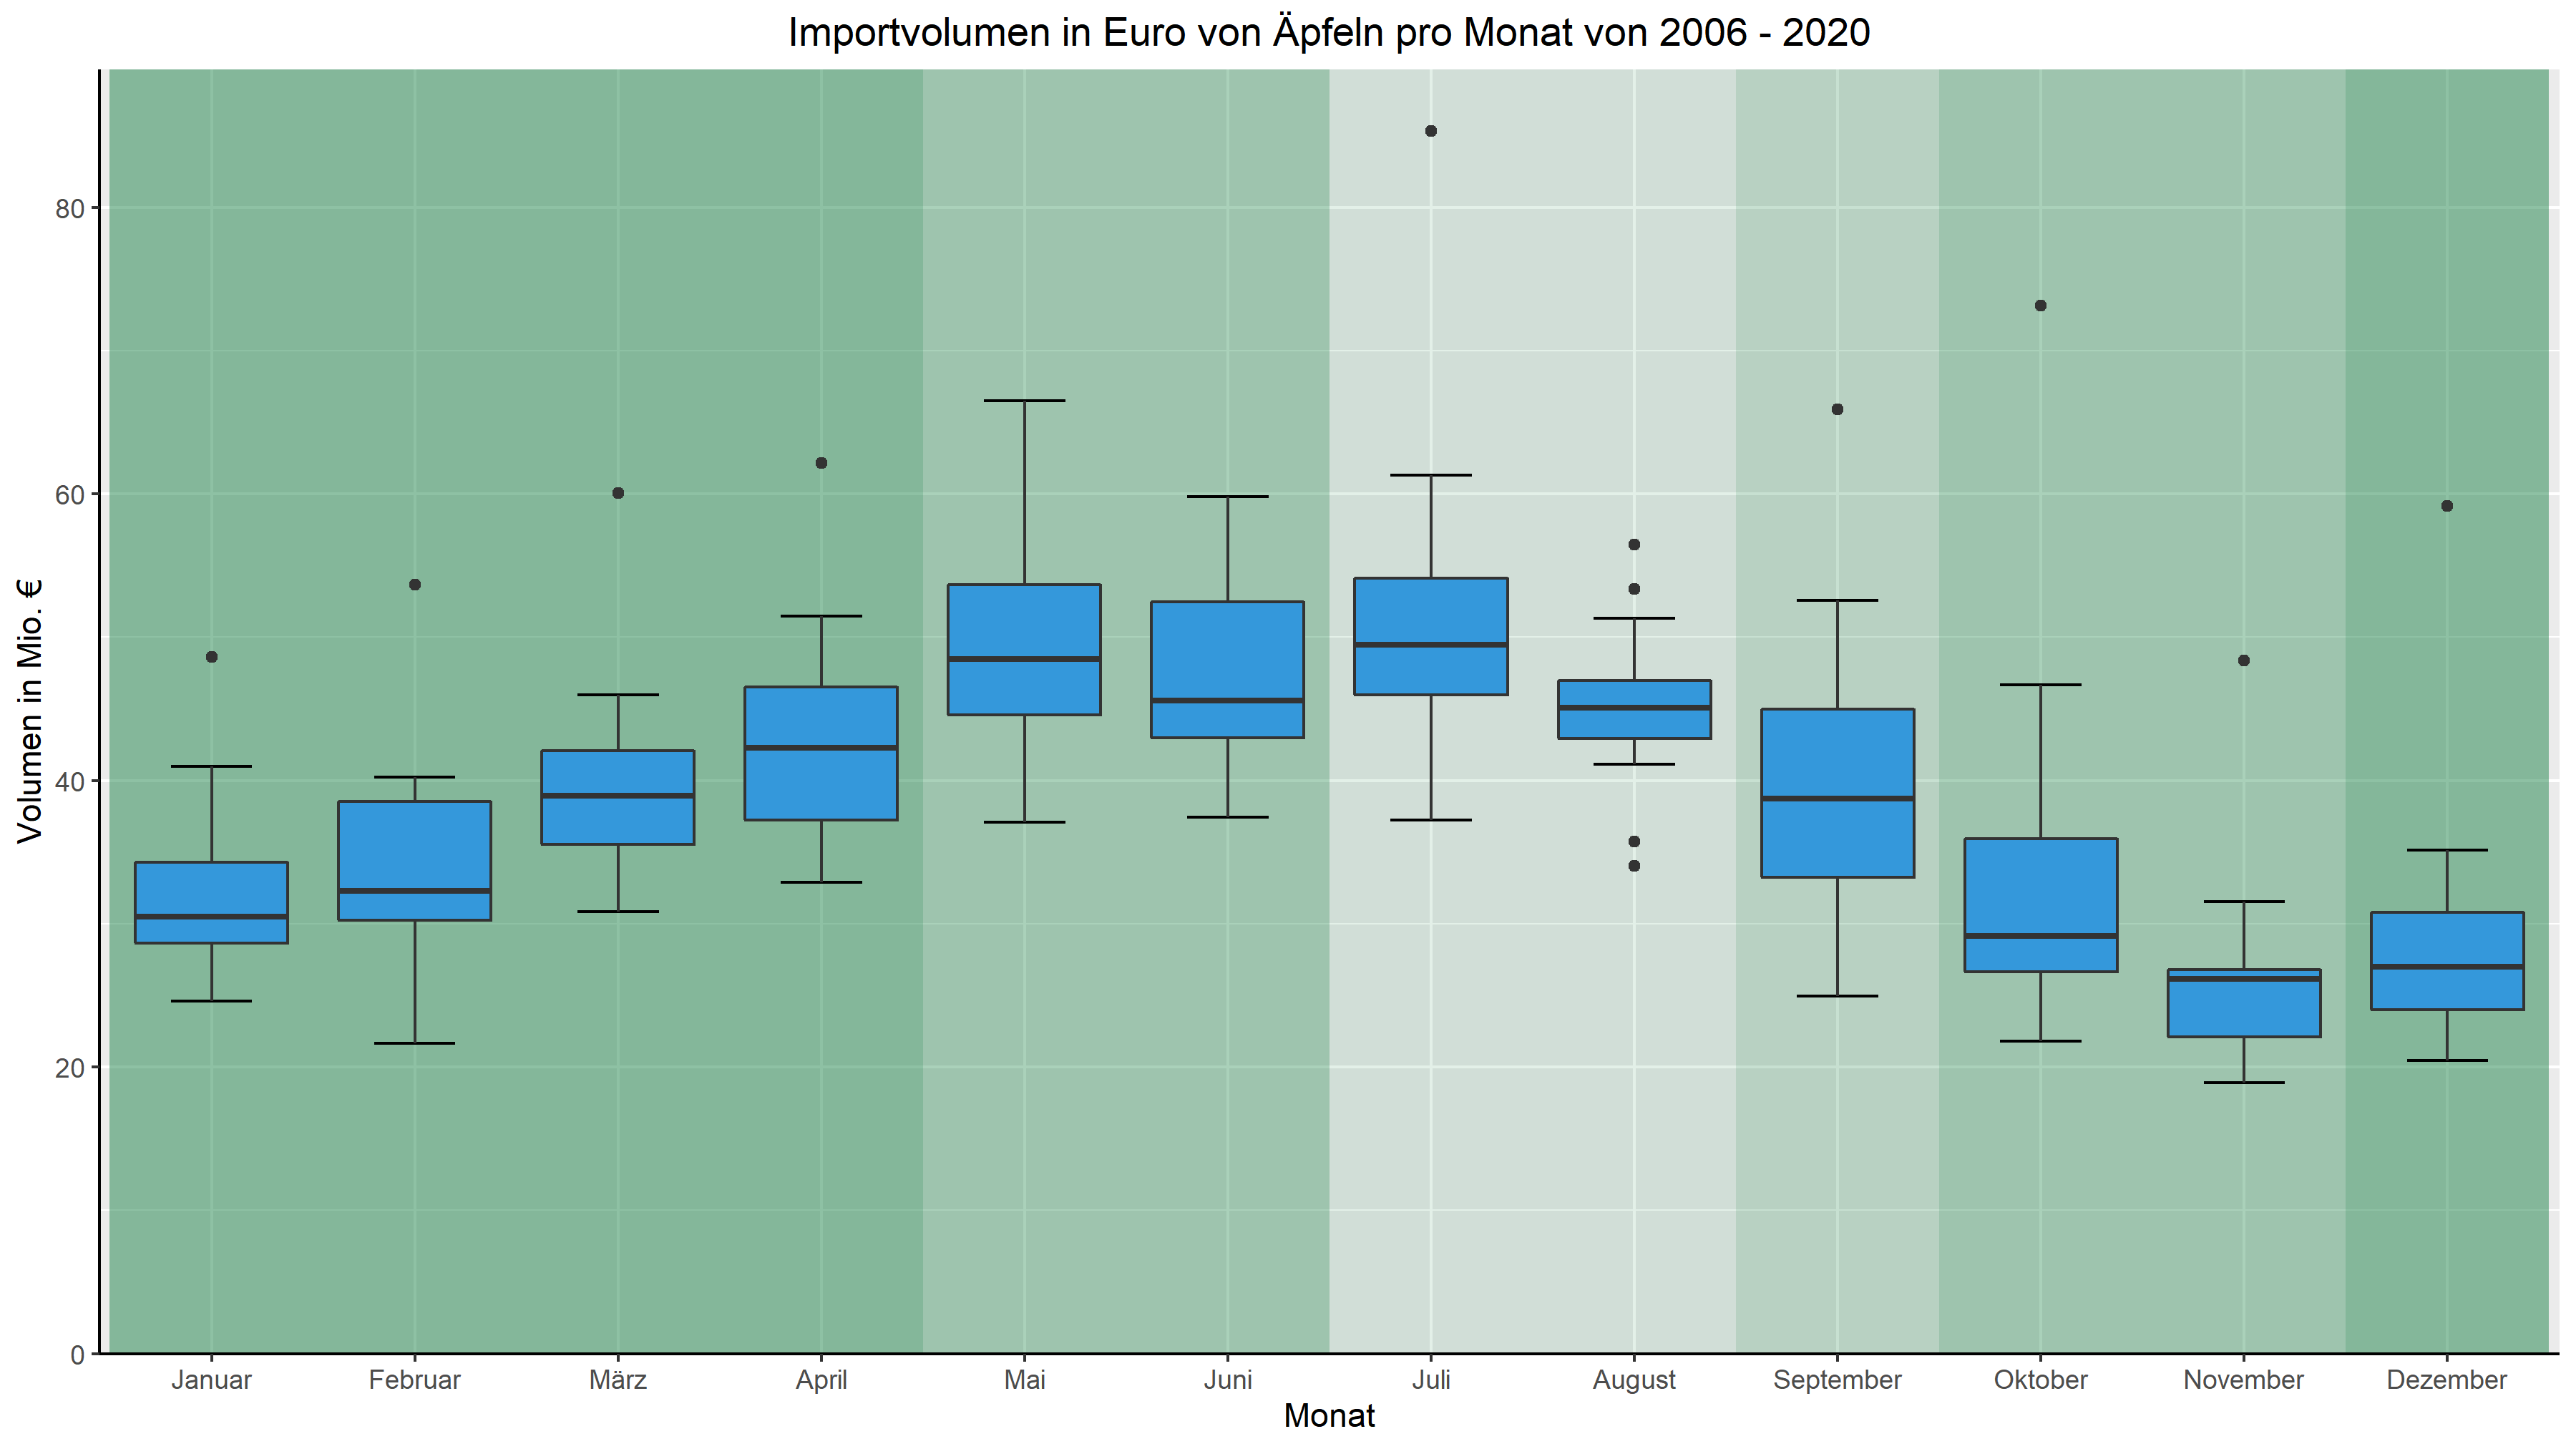 Importvolumen in Euro von Äpfeln pro Monat von 2006 - 2020
Volumen in Mio. €
80
60
40
20
0
Januar Februar März April Mai Juni Juli August September Oktober November Dezember
Monat